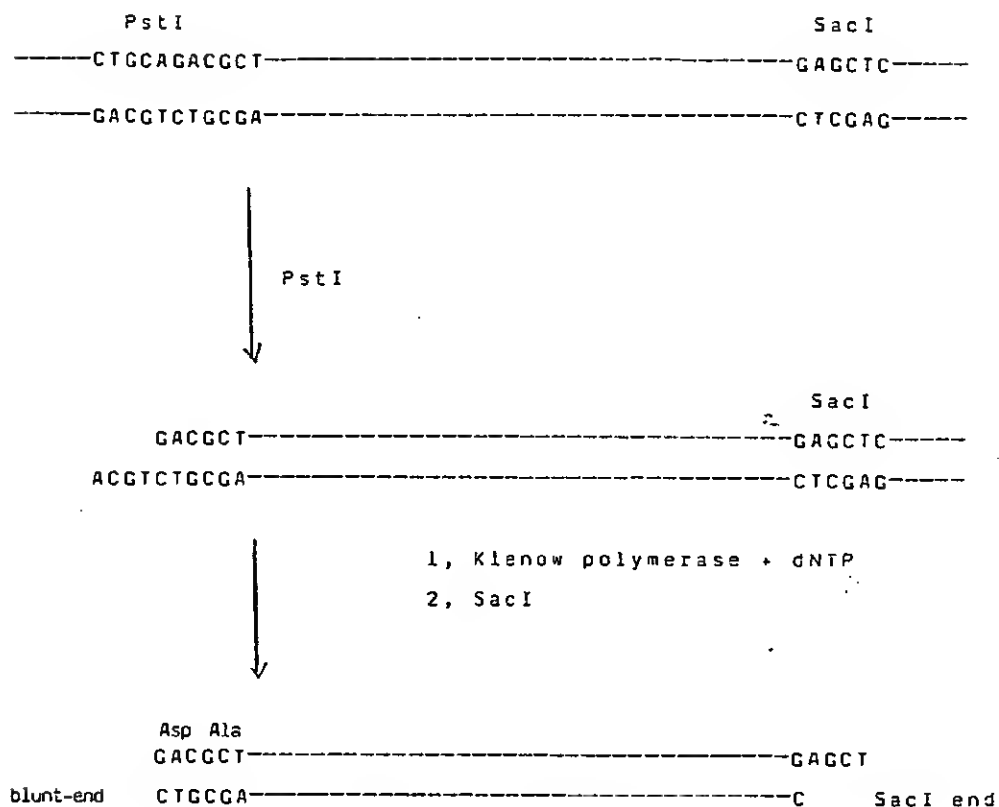 PstI SacI
-----CTGCAGACGCT--------------------------------GAGCTC-----
-----GACGTCTGCGA--------------------------------CTCGAG-----
PstI
SacI
GACGCT--------------------------------GAGCTC-----
ACGTCTGCGA--------------------------------CTCGAG-----
1, Klenow polymerase + dNTP
2, SacI
Asp Ala
GACGCT--------------------------------GAGCT
blunt-end CTGCGA--------------------------------C SacI end